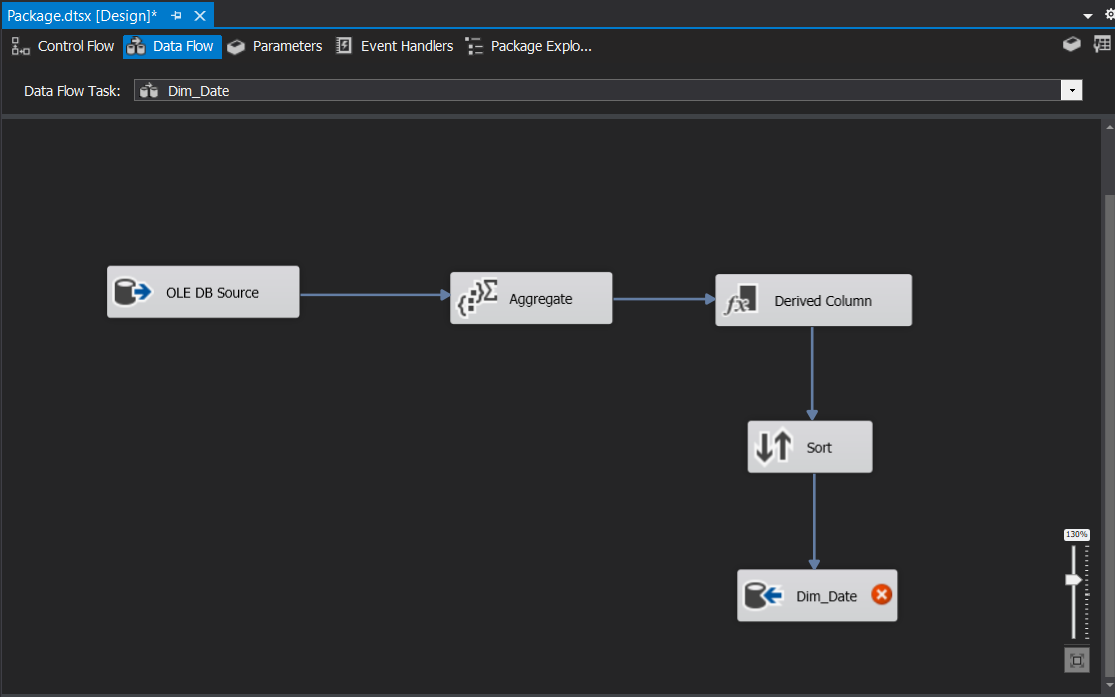 Package.dtsx [Design]*
Control Flow Data Flow Parameters Event Handlers Package Explo...
Data Flow Task: Dim_Date
OLE DB Source
Aggregate
Derived Column
Sort
130%
Dim_Date